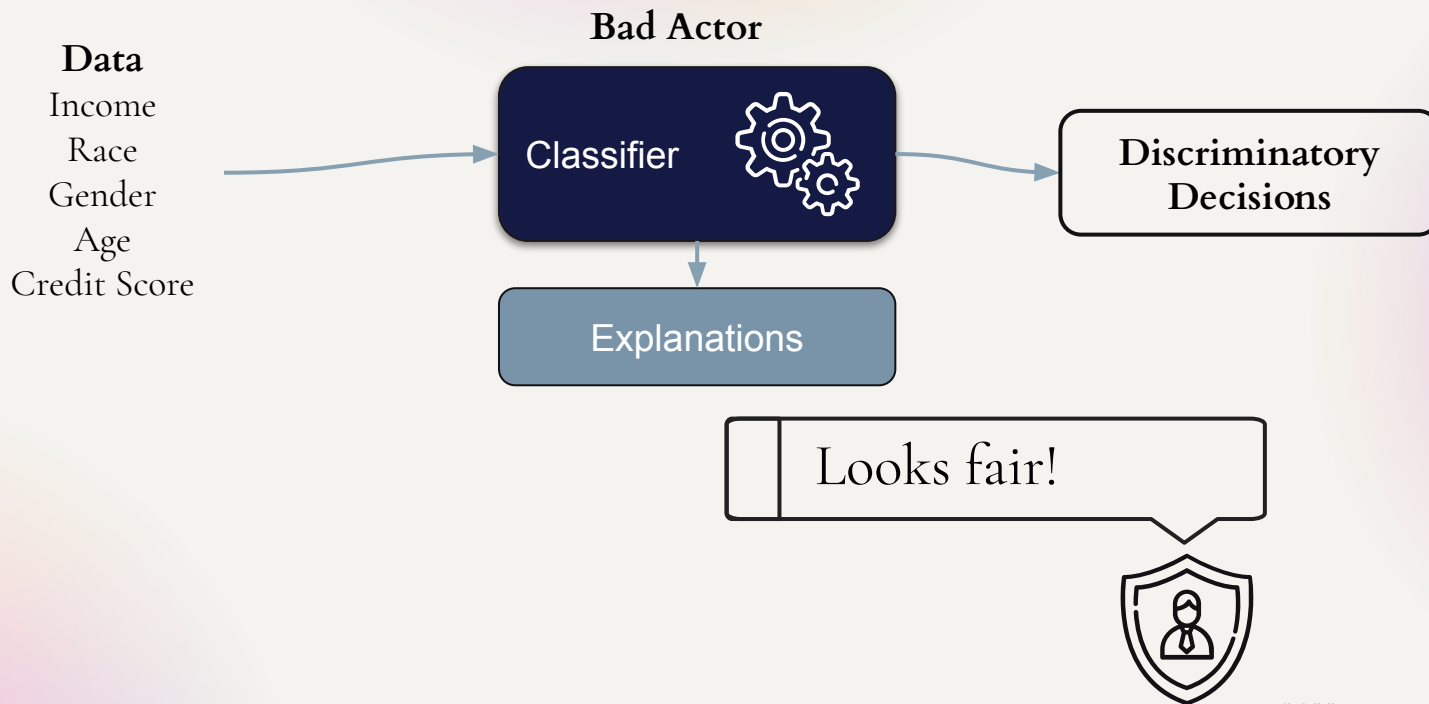 Bad Actor
Data
Income
Race
Gender
Age
Credit Score
Classifier
Discriminatory
Decisions
Explanations
Looks fair!